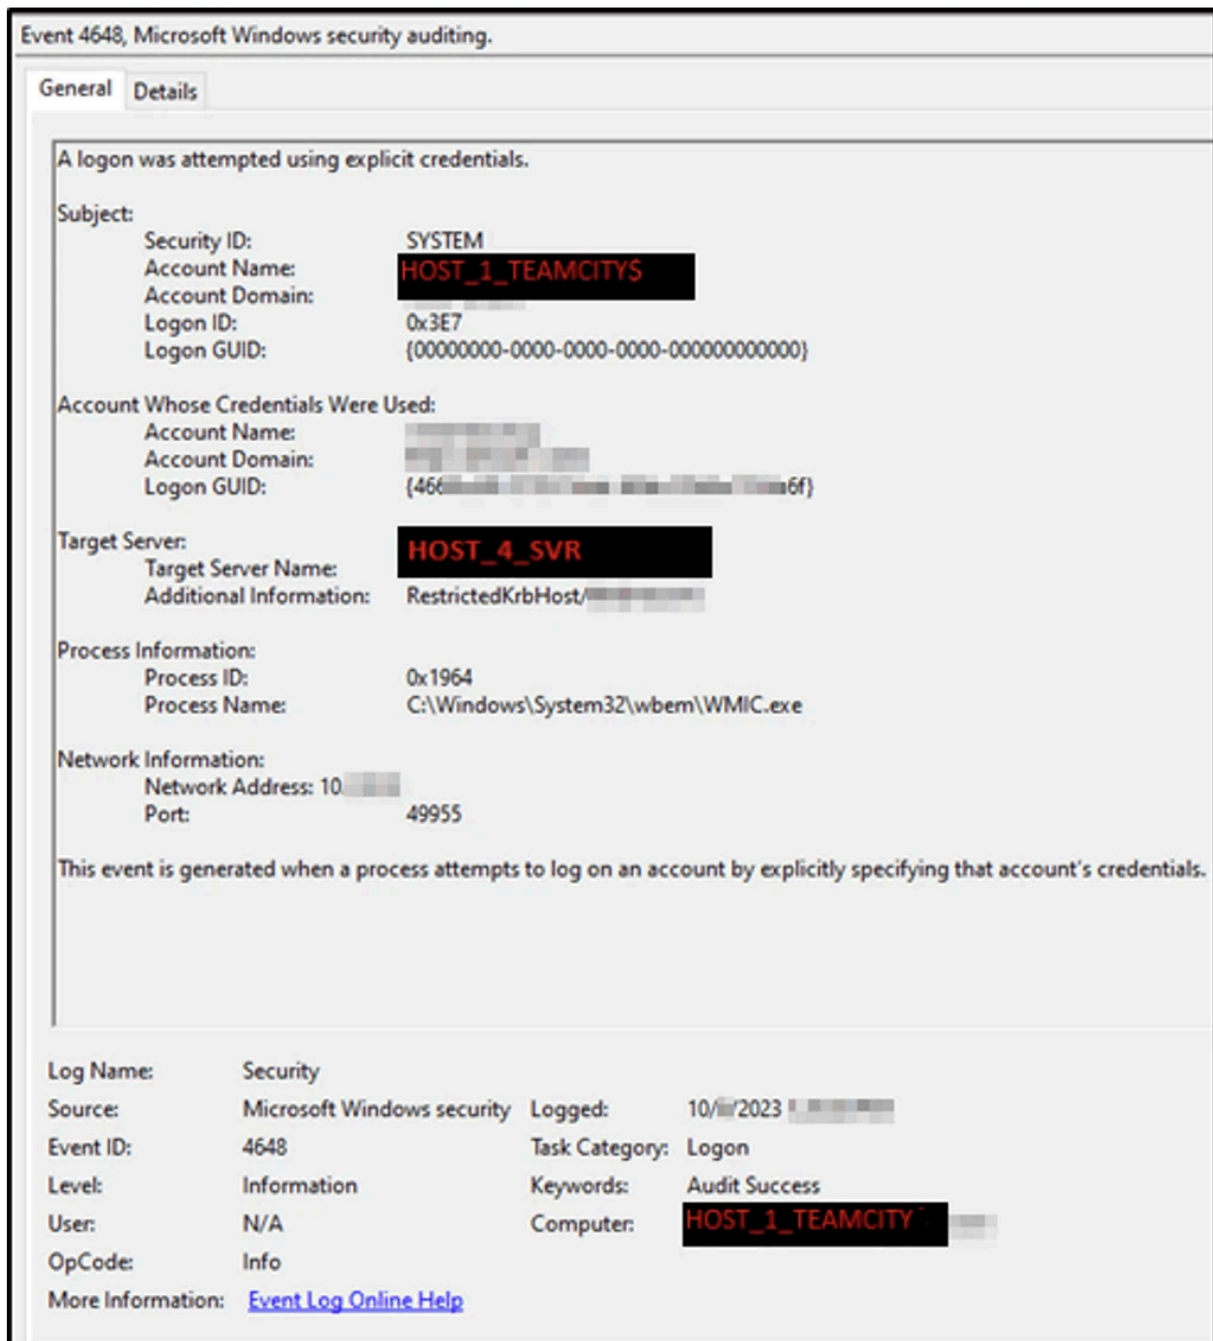 Event 4648, Microsoft Windows security auditing.
General Details
A logon was attempted using explicit credentials.
Subject:
Security ID: SYSTEM
Account Name: HOST_1_TEAMCITY$
Account Domain:
Logon ID: 0x3E7
Logon GUID: {00000000-0000-0000-0000-000000000000}
Account Whose Credentials Were Used:
Account Name:
Account Domain:
Logon GUID: {466 6f}
Target Server:
Target Server Name: HOST_4_SVR
Additional Information: RestrictedKrbHost/
Process Information:
Process ID: 0x1964
Process Name: C:\Windows\System32\wbem\WMIC.exe
Network Information:
Network Address: 10.
Port: 49955
This event is generated when a process attempts to log on an account by explicitly specifying that account's credentials.
Log Name: Security
Source: Microsoft Windows security Logged: 10/ /2023
Event ID: 4648 Task Category: Logon
Level: Information Keywords: Audit Success
User: N/A Computer: HOST_1_TEAMCITY
OpCode: Info
More Information: Event Log Online Help